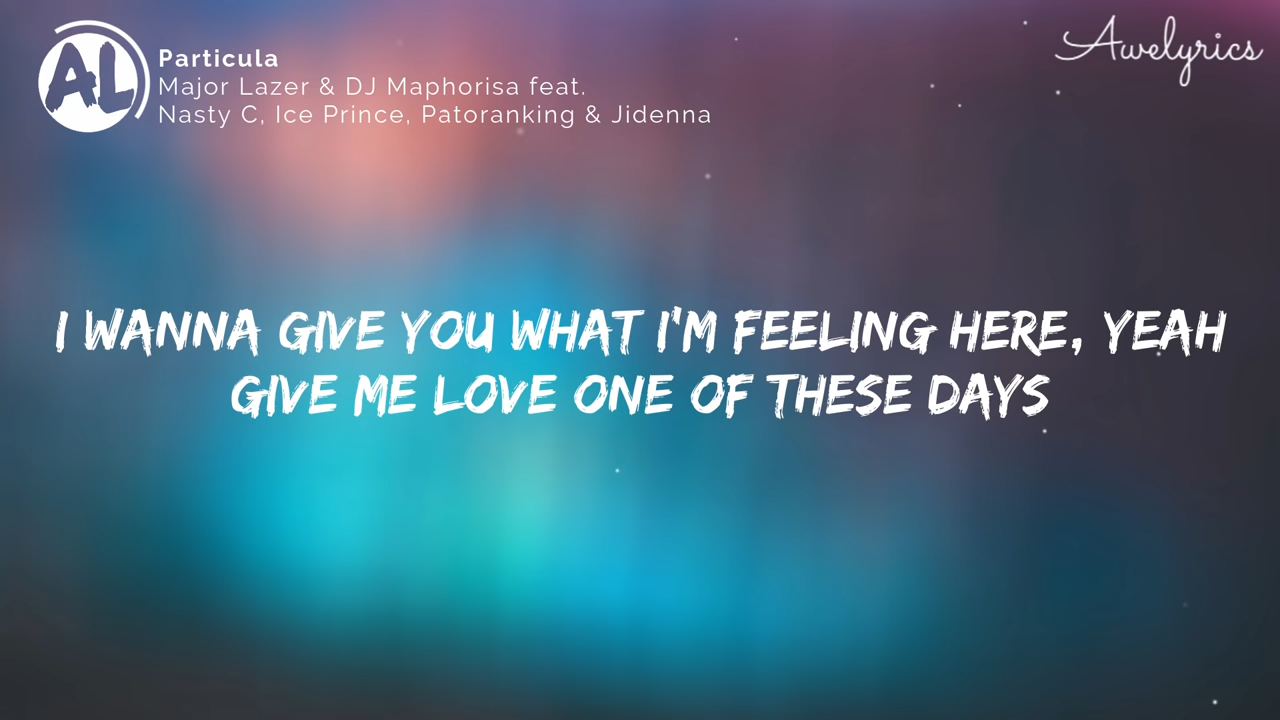 AL
Particula
Major Lazer & DJ Maphorisa feat.
Nasty C, Ice Prince, Patoranking & Jidenna
Awelyrics
I WANNA GIVE YOU WHAT I'M FEELING HERE, YEAH
GIVE ME LOVE ONE OF THESE DAYS